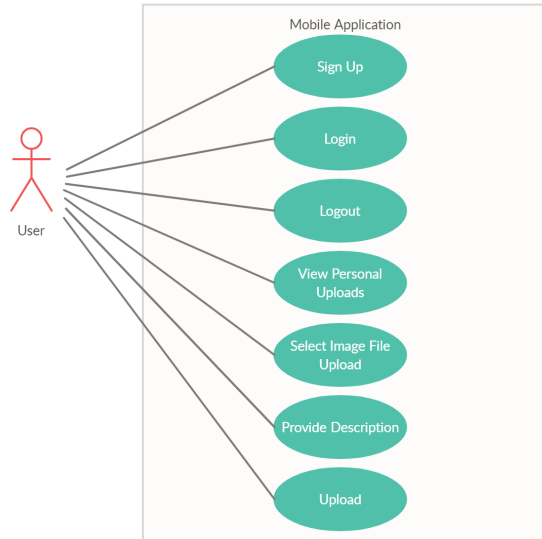 Mobile Application
Sign Up
Login
Logout
User
View Personal
Uploads
Select Image File
Upload
Provide Description
Upload